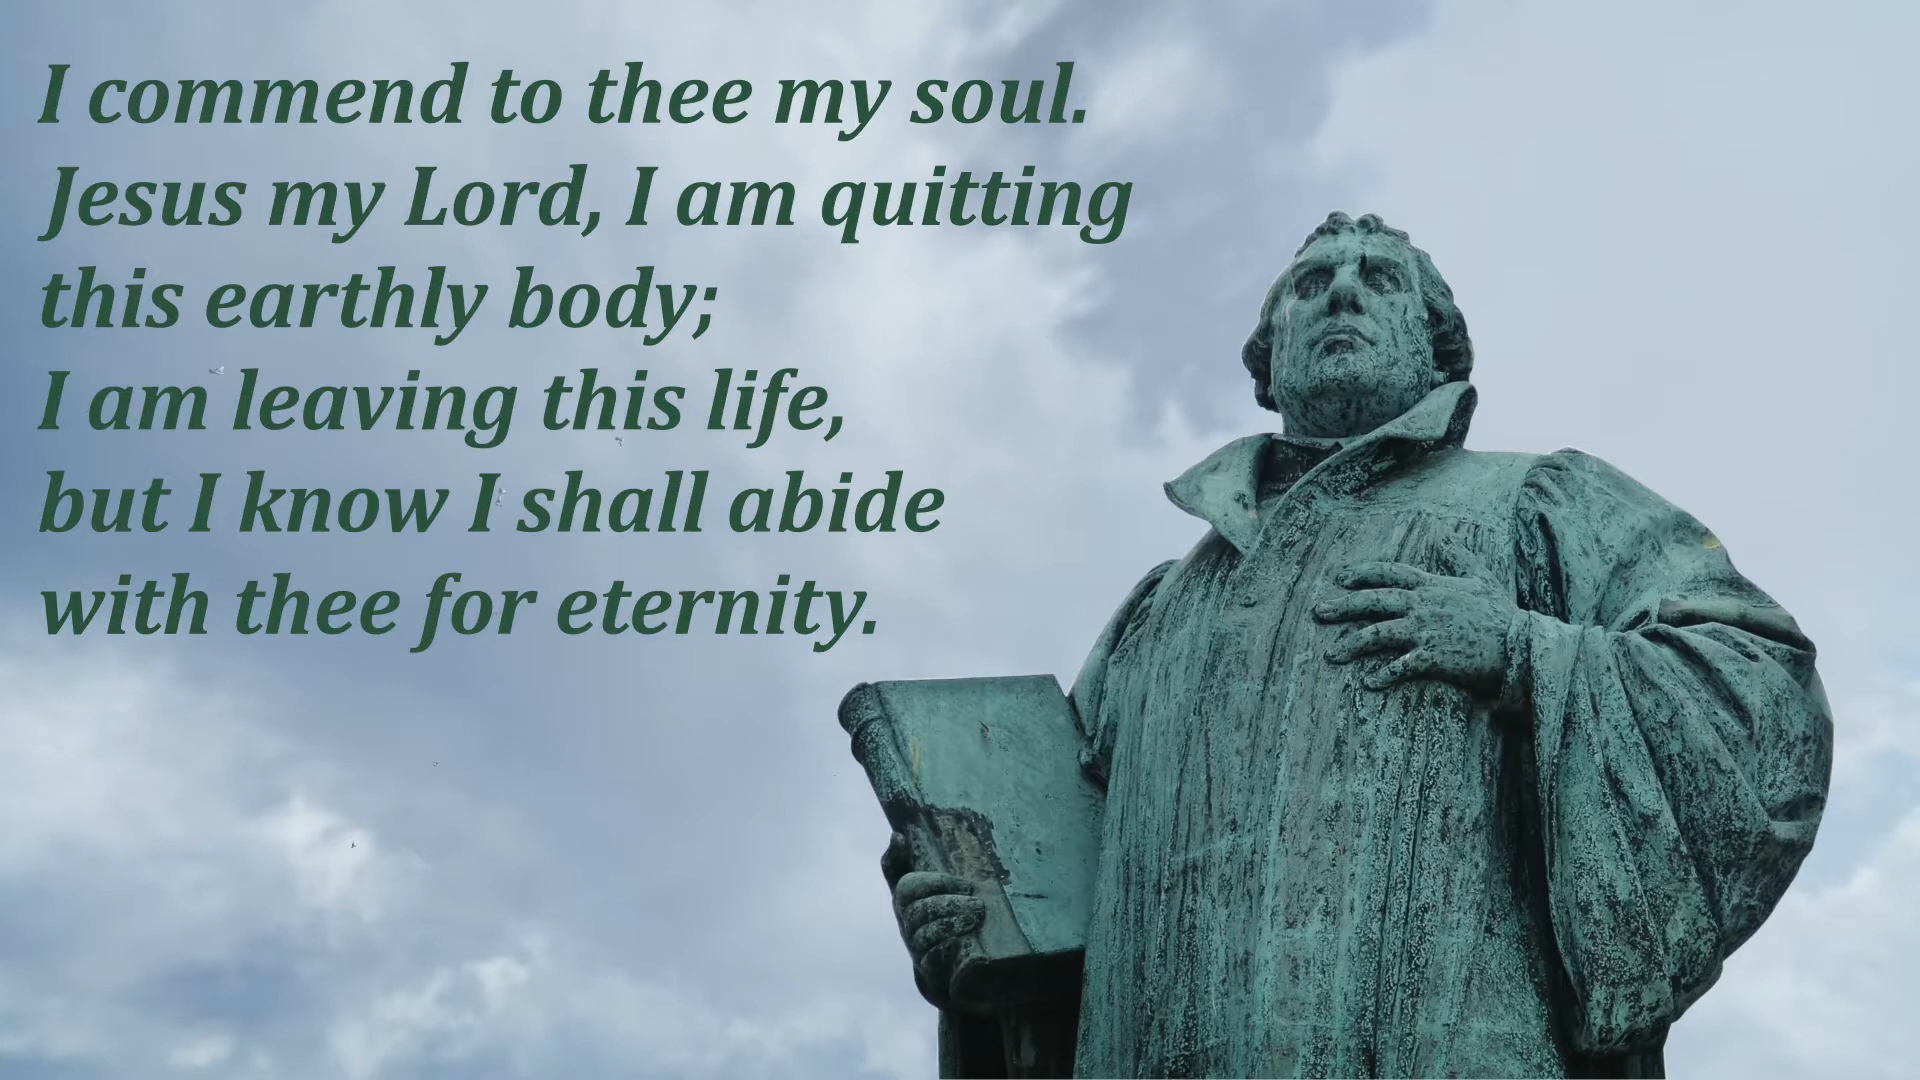 I commend to thee my soul.
Jesus my Lord, I am quitting
this earthly body;
I am leaving this life,
but I know I shall abide
with thee for eternity.